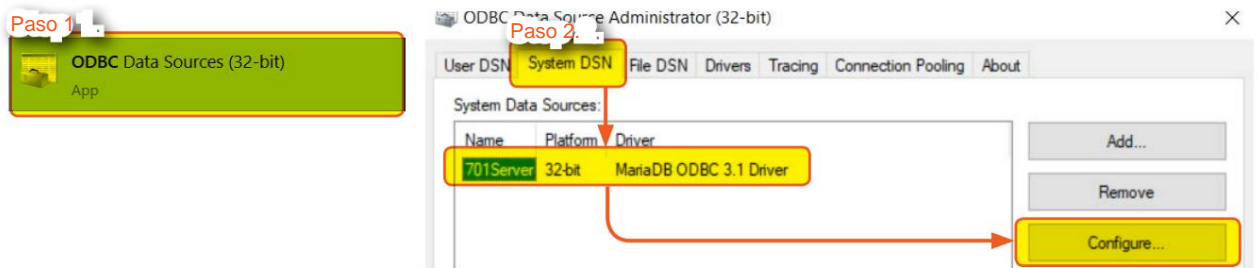 Paso 1.
ODBC Data Sources (32-bit)
App
ODBC Data Source Administrator (32-bit)
Paso 2.
User DSN System DSN File DSN Drivers Tracing Connection Pooling About
System Data Sources:
Name Platform Driver
701Server 32-bit MariaDB ODBC 3.1 Driver
Add...
Remove
Configure...